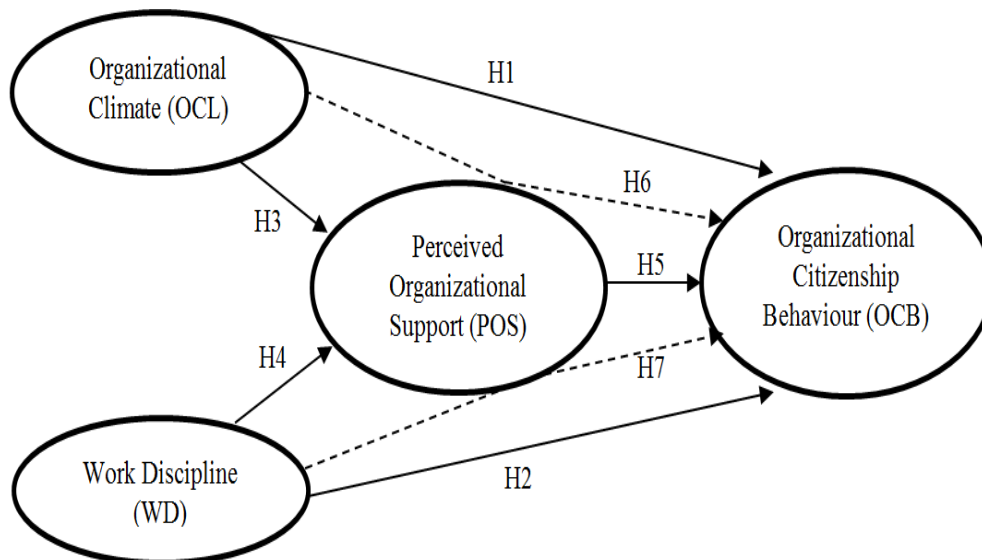 Organizational
Climate (OCL)
H1
H6
H3
Perceived
Organizational
Support (POS)
H5
Organizational
Citizenship
Behaviour (OCB)
H4
H7
Work Discipline
(WD)
H2